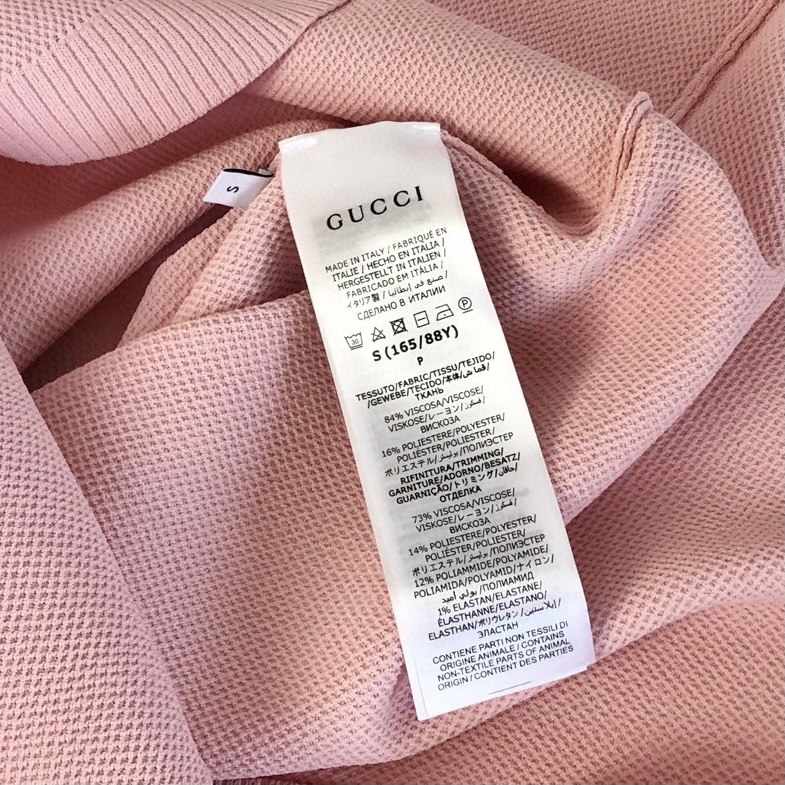 S
GUCCI
MADE IN ITALY / FABRIQUÉ EN
ITALIE / HECHO EN ITALIA /
HERGESTELLT IN ITALIEN /
FABRICADO EM ITÁLIA /
イタリア製 / صنع في إيطاليا /
СДЕЛАНО В ИТАЛИИ
30 P
S (165/88Y)
P
TESSUTO/FABRIC/TISSU/TEJIDO/
/GEWEBE/TECIDO/本体/قماش/
ТКАНЬ
84% VISCOSA/VISCOSE/
VISKOSE/レーヨン/فسكوز/
ВИСКОЗА
16% POLIESTERE/POLYESTER/
POLIÉSTER/POLIESTER/
ポリエステル/بوليستر/ПОЛИЭСТЕР
RIFINITURA/TRIMMING/
GARNITURE/ADORNO/BESATZ/
GUARNIÇÃO/トリミング/حافة/
ОТДЕЛКА
73% VISCOSA/VISCOSE/
VISKOSE/レーヨン/فسكوز/
ВИСКОЗА
14% POLIESTERE/POLYESTER/
POLIÉSTER/POLIESTER/
ポリエステル/بوليستر/ПОЛИЭСТЕР
12% POLIAMMIDE/POLYAMIDE/
POLIAMIDA/POLYAMID/ナイロン/
بولي أميد/ПОЛИАМИД
1% ELASTAN/ELASTANE/
ÉLASTHANNE/ELASTANO/
ELASTHAN/ポリウレタン/إيلاستين/
ЭЛАСТАН
CONTIENE PARTI NON TESSILI DI
ORIGINE ANIMALE / CONTAINS
NON-TEXTILE PARTS OF ANIMAL
ORIGIN / CONTIENT DES PARTIES